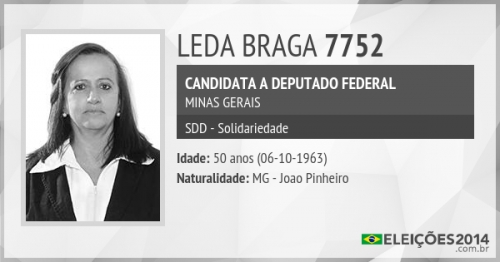 LEDA BRAGA 7752
CANDIDATA A DEPUTADO FEDERAL
MINAS GERAIS
SDD - Solidariedade
Idade: 50 anos (06-10-1963)
Naturalidade: MG - Joao Pinheiro
ELEIÇÕES2014
.com.br